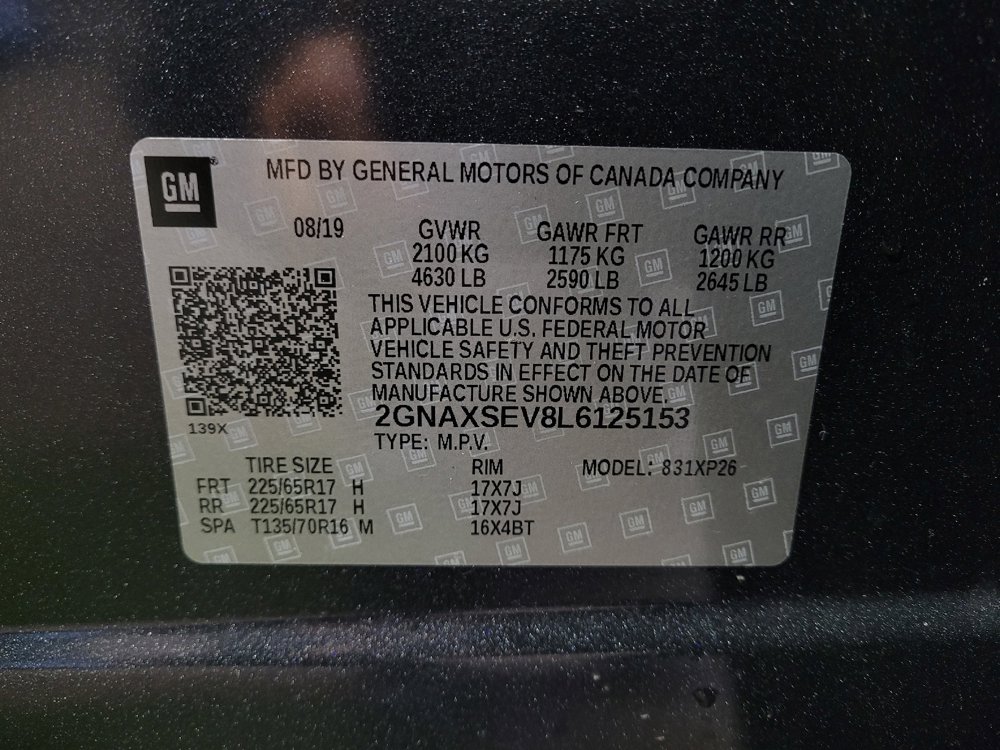 GM
MFD BY GENERAL MOTORS OF CANADA COMPANY
08/19 GVWR GAWR FRT GAWR RR
2100 KG 1175 KG 1200 KG
4630 LB 2590 LB 2645 LB
THIS VEHICLE CONFORMS TO ALL
APPLICABLE U.S. FEDERAL MOTOR
VEHICLE SAFETY AND THEFT PREVENTION
STANDARDS IN EFFECT ON THE DATE OF
MANUFACTURE SHOWN ABOVE.
2GNAXSEV8L6125153
139X
TYPE: M.P.V.
TIRE SIZE RIM MODEL: 831XP26
FRT 225/65R17 H 17X7J
RR 225/65R17 H 17X7J
SPA T135/70R16 M 16X4BT